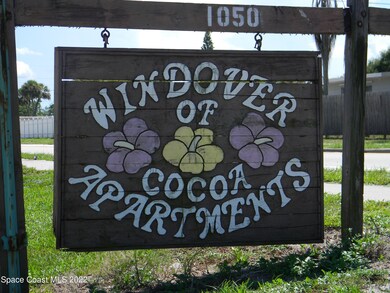 1050
WINDOVER
OF
COCOA
APARTMENTS
Space Coast MLS 2022